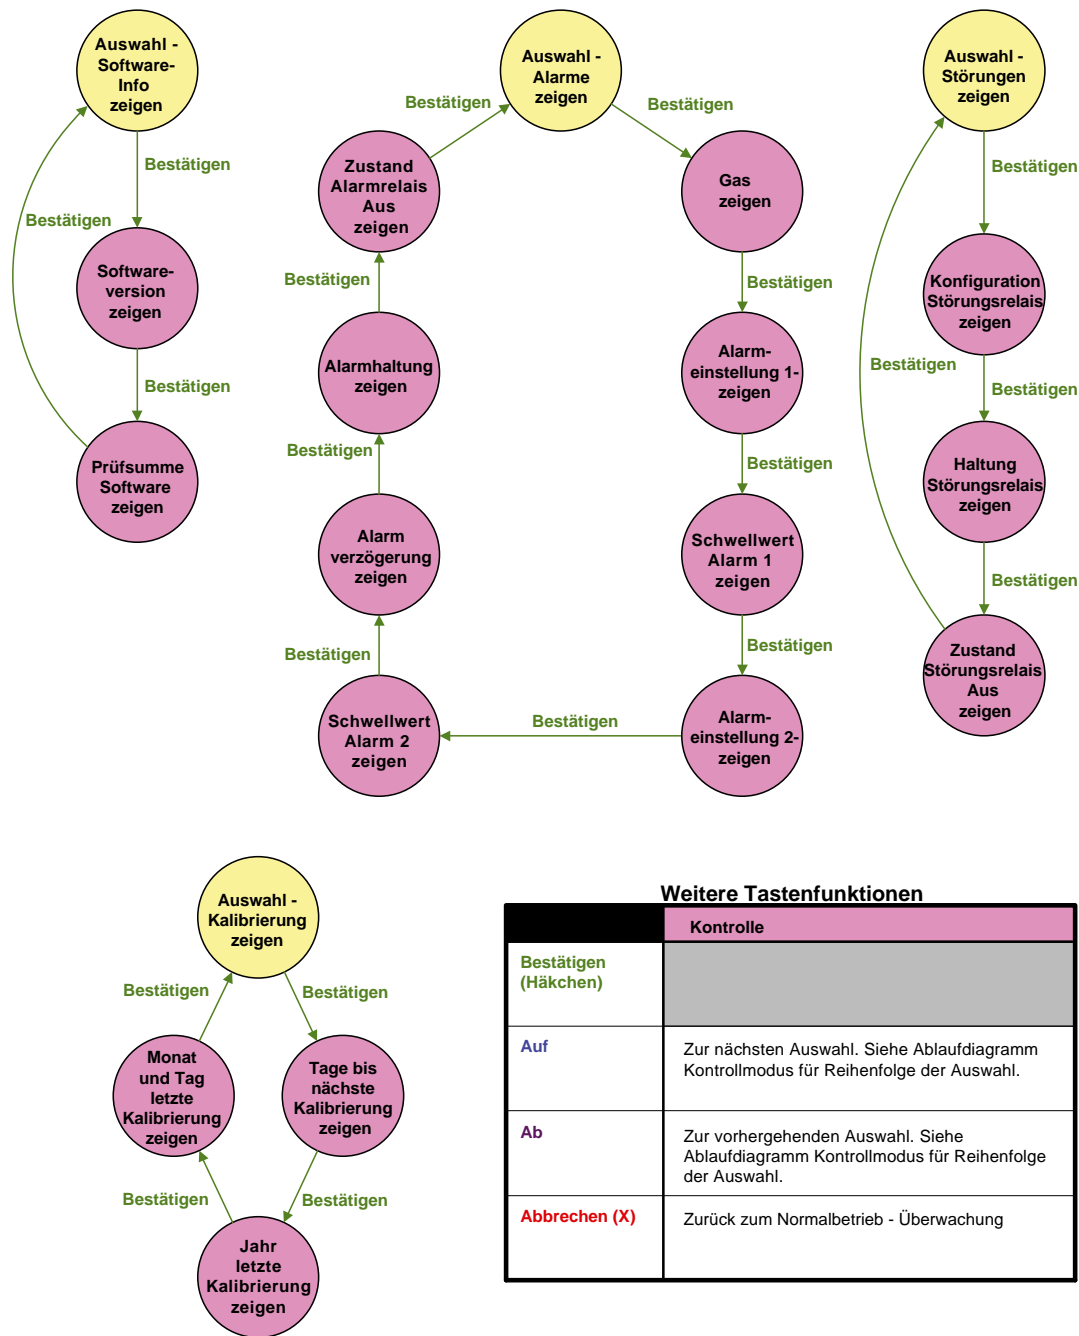 Auswahl -
Software-
Info
zeigen
Bestätigen
Bestätigen
Software-
version
zeigen
Bestätigen
Prüfsumme
Software
zeigen
Auswahl -
Alarme
zeigen
Bestätigen
Bestätigen
Gas
zeigen
Bestätigen
Alarm-
einstellung 1-
zeigen
Bestätigen
Schwellwert
Alarm 1
zeigen
Bestätigen
Alarm-
einstellung 2-
zeigen
Bestätigen
Schwellwert
Alarm 2
zeigen
Bestätigen
Alarm
verzögerung
zeigen
Bestätigen
Alarmhaltung
zeigen
Bestätigen
Zustand
Alarmrelais
Aus
zeigen
Auswahl -
Störungen
zeigen
Bestätigen
Konfiguration
Störungsrelais
zeigen
Bestätigen
Bestätigen
Haltung
Störungsrelais
zeigen
Bestätigen
Zustand
Störungsrelais
Aus
zeigen
Auswahl -
Kalibrierung
zeigen
Bestätigen
Bestätigen
Monat
und Tag
letzte
Kalibrierung
zeigen
Tage bis
nächste
Kalibrierung
zeigen
Bestätigen
Bestätigen
Jahr
letzte
Kalibrierung
zeigen
Weitere Tastenfunktionen
Kontrolle
Bestätigen
(Häkchen)
Auf
Zur nächsten Auswahl. Siehe Ablaufdiagramm
Kontrollmodus für Reihenfolge der Auswahl.
Ab
Zur vorhergehenden Auswahl. Siehe
Ablaufdiagramm Kontrollmodus für Reihenfolge
der Auswahl.
Abbrechen (X)
Zurück zum Normalbetrieb - Überwachung